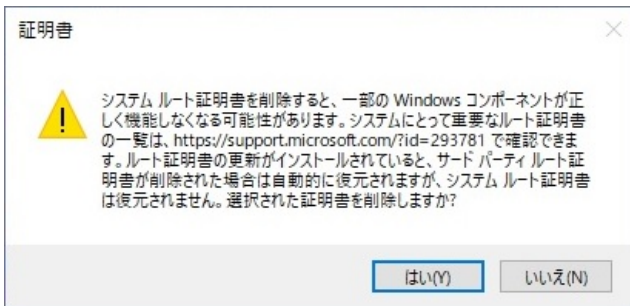 証明書
システム ルート証明書を削除すると、一部の Windows コンポーネントが正
しく機能しなくなる可能性があります。システムにとって重要なルート証明書
の一覧は、https://support.microsoft.com/?id=293781 で確認できま
す。ルート証明書の更新がインストールされていると、サード パーティ ルート証
明書が削除された場合は自動的に復元されますが、システム ルート証明書
は復元されません。選択された証明書を削除しますか?
はい(Y)
いいえ(N)